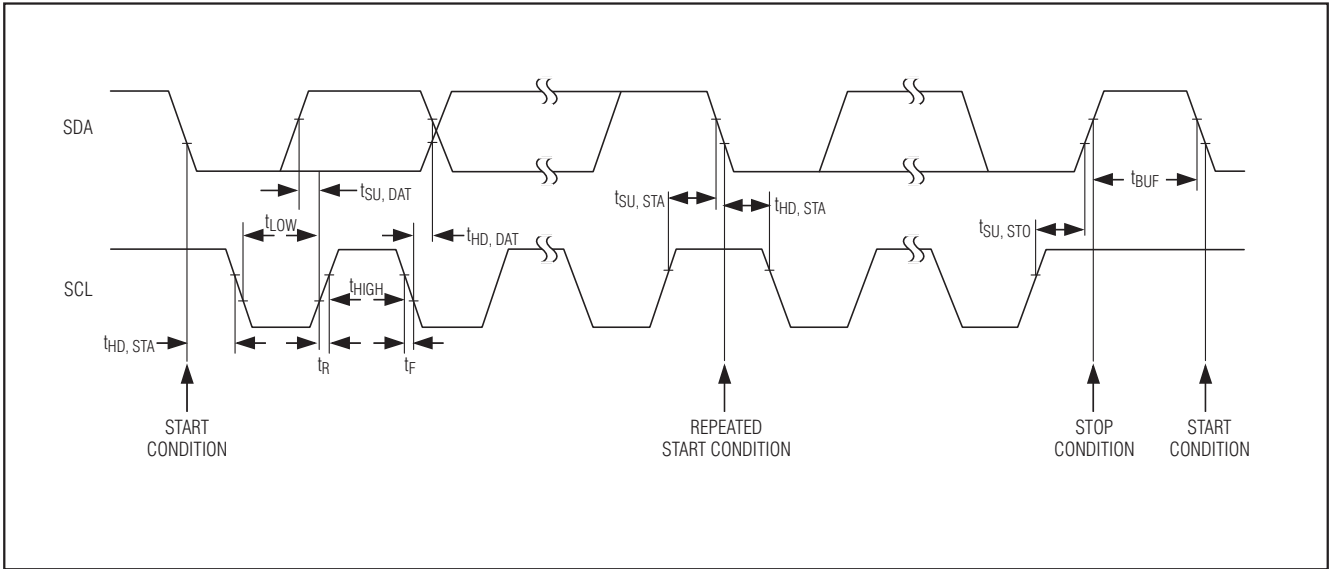 SDA
tSU, DAT
tSU, STA
tHD, STA
tBUF
tLOW
tHD, DAT
tSU, STO
SCL
tHIGH
tHD, STA
tR
tF
START
CONDITION
REPEATED
START CONDITION
STOP
CONDITION
START
CONDITION